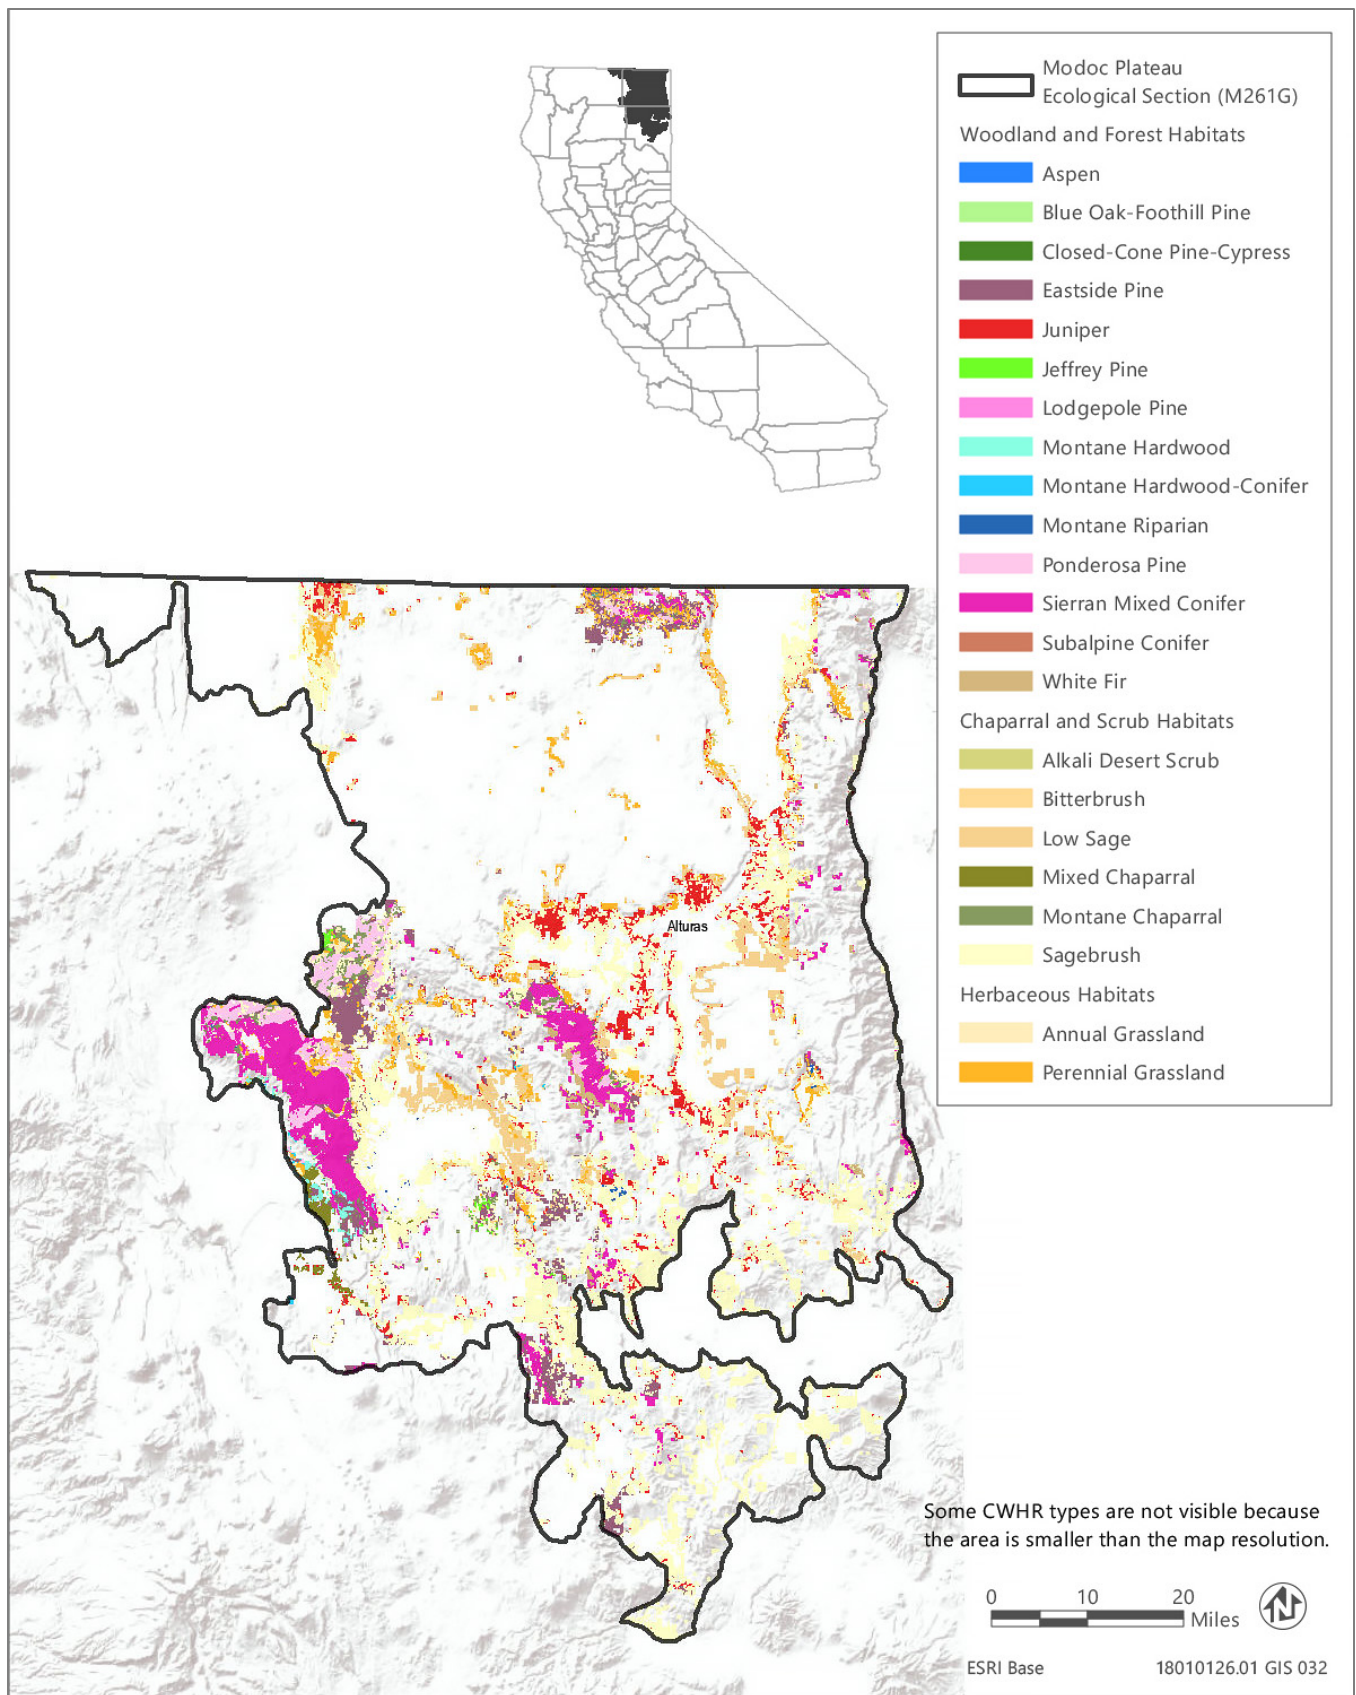 Modoc Plateau
Ecological Section (M261G)
Woodland and Forest Habitats
Aspen
Blue Oak-Foothill Pine
Closed-Cone Pine-Cypress
Eastside Pine
Juniper
Jeffrey Pine
Lodgepole Pine
Montane Hardwood
Montane Hardwood-Conifer
Montane Riparian
Ponderosa Pine
Sierran Mixed Conifer
Subalpine Conifer
White Fir
Chaparral and Scrub Habitats
Alkali Desert Scrub
Bitterbrush
Low Sage
Mixed Chaparral
Montane Chaparral
Sagebrush
Herbaceous Habitats
Annual Grassland
Perennial Grassland
Alturas
Some CWHR types are not visible because
the area is smaller than the map resolution.
0 10 20
Miles
N
ESRI Base 18010126.01 GIS 032